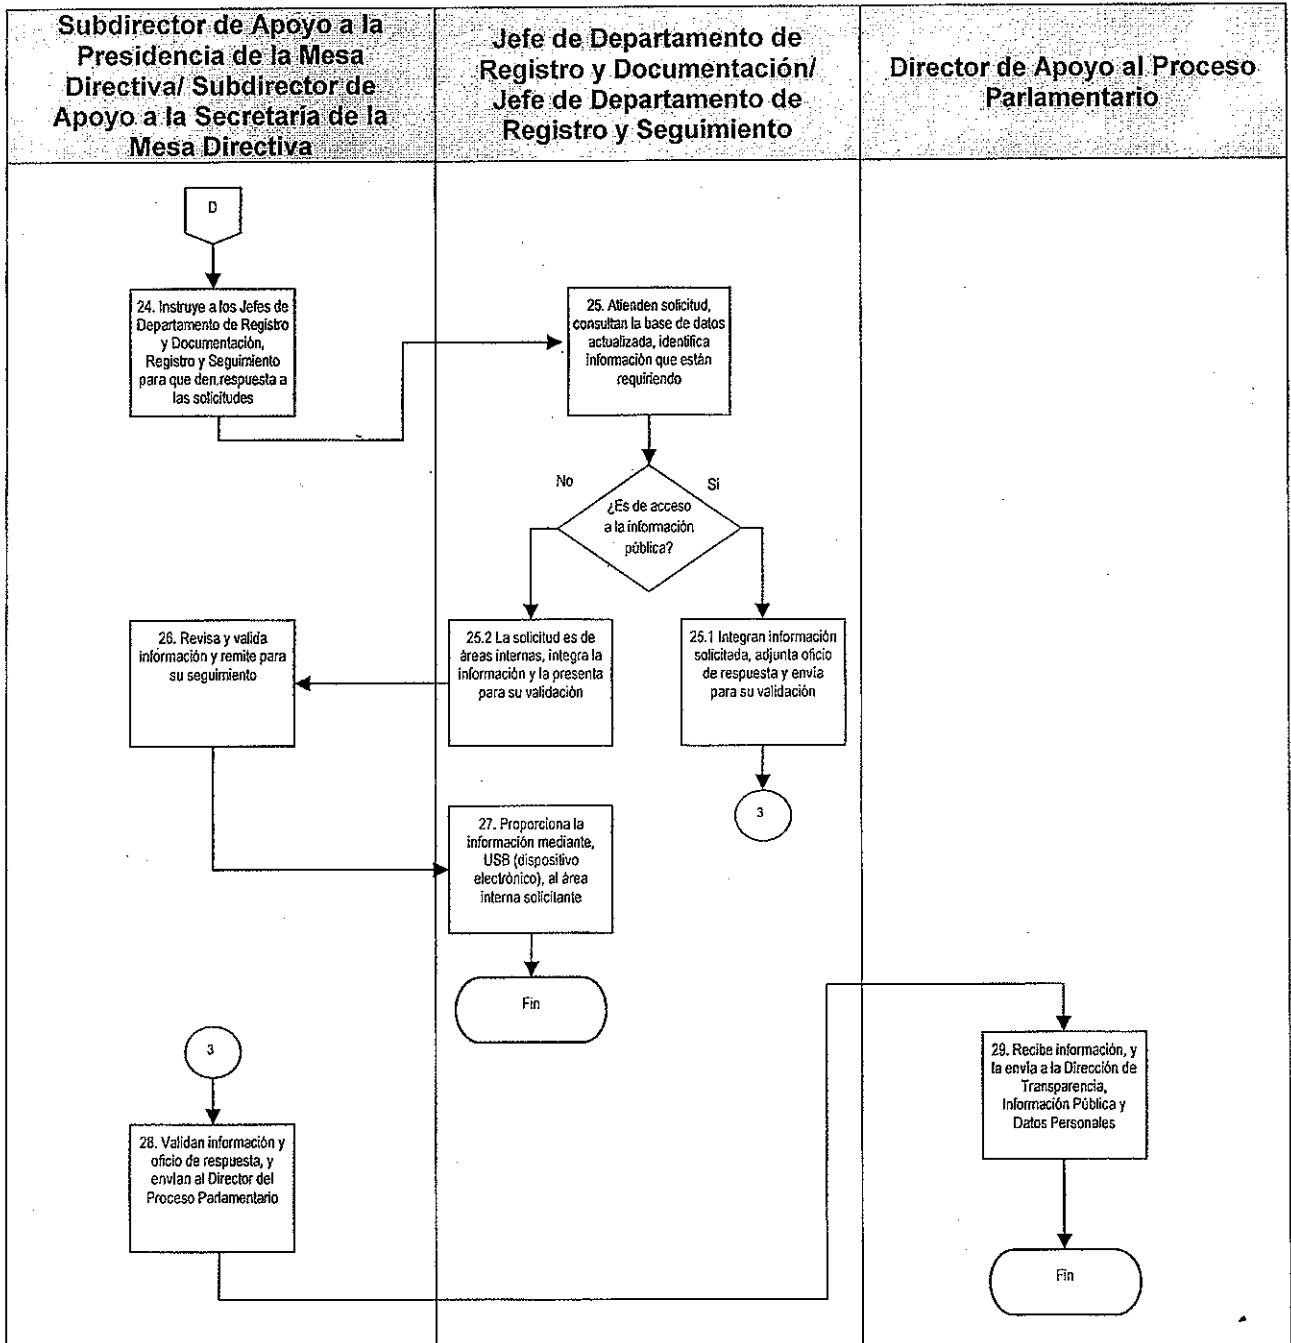 Subdirector de Apoyo a la
Presidencia de la Mesa
Directiva/ Subdirector de
Apoyo a la Secretaría de la
Mesa Directiva
Jefe de Departamento de
Registro y Documentación/
Jefe de Departamento de
Registro y Seguimiento
Director de Apoyo al Proceso
Parlamentario
D
24. Instruye a los Jefes de
Departamento de Registro
y Documentación,
Registro y Seguimiento
para que den respuesta a
las solicitudes
25. Atienden solicitud,
consultan la base de datos
actualizada, identifica
información que están
requiriendo
No
Si
¿Es de acceso
a la información
pública?
26. Revisa y valida
información y remite para
su seguimiento
25.2 La solicitud es de
áreas internas, integra la
información y la presenta
para su validación
25.1 Integran información
solicitada, adjunta oficio
de respuesta y envía
para su validación
3
27. Proporciona la
información mediante,
USB (dispositivo
electrónico), al área
interna solicitante
Fin
3
28. Validan información y
oficio de respuesta, y
envían al Director del
Proceso Parlamentario
29. Recibe información, y
la envía a la Dirección de
Transparencia,
Información Pública y
Datos Personales
Fin